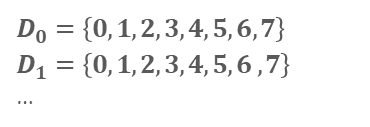 D₀ = {0, 1, 2, 3, 4, 5, 6, 7}
D₁ = {0, 1, 2, 3, 4, 5, 6 , 7}
...